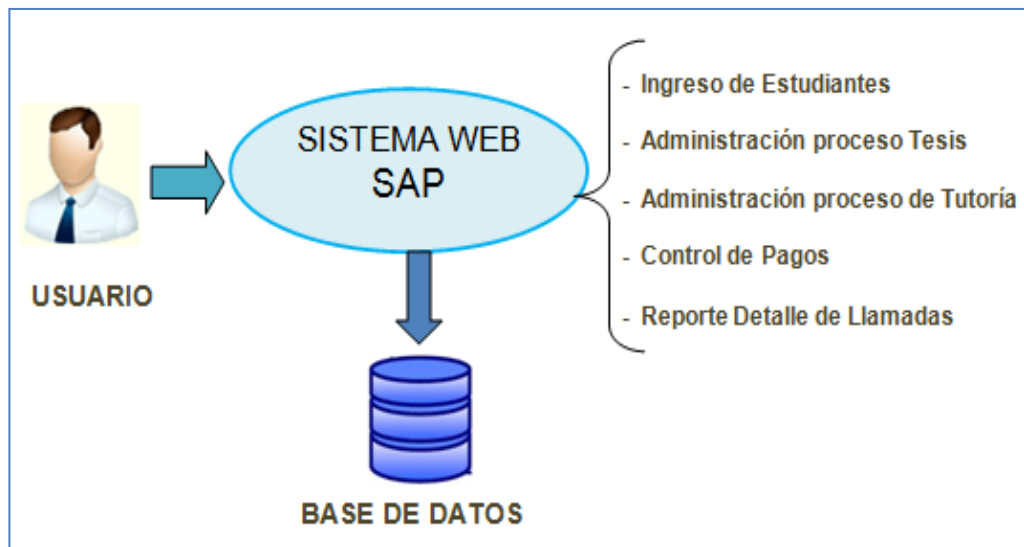 SISTEMA WEB
SAP
USUARIO
BASE DE DATOS
- Ingreso de Estudiantes
- Administración proceso Tesis
- Administración proceso de Tutoría
- Control de Pagos
- Reporte Detalle de Llamadas